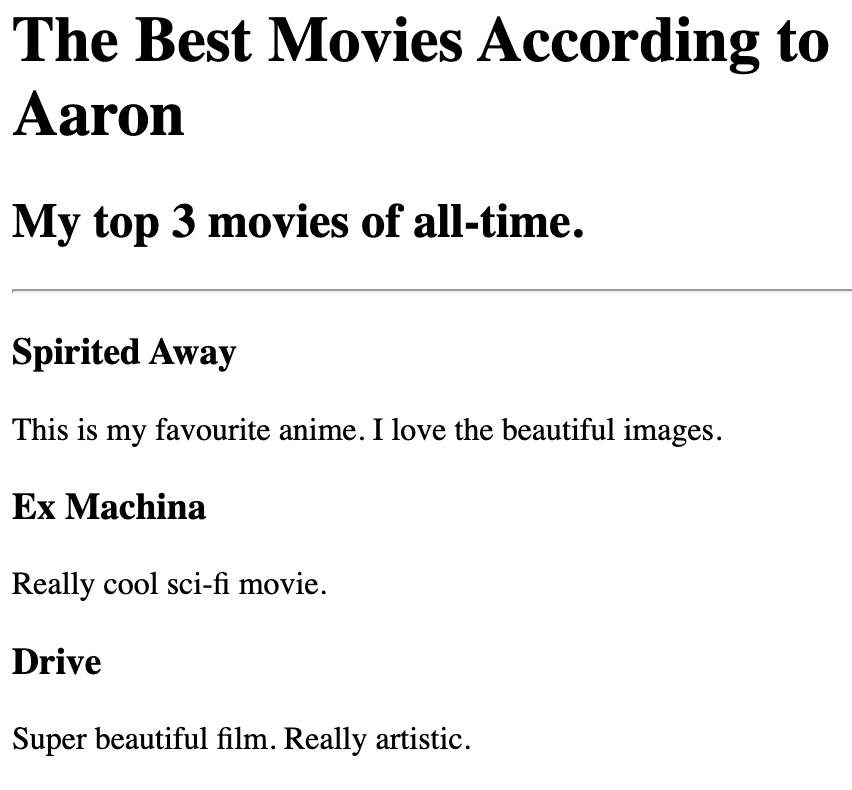 The Best Movies According to
Aaron
My top 3 movies of all-time.
Spirited Away
This is my favourite anime. I love the beautiful images.
Ex Machina
Really cool sci-fi movie.
Drive
Super beautiful film. Really artistic.